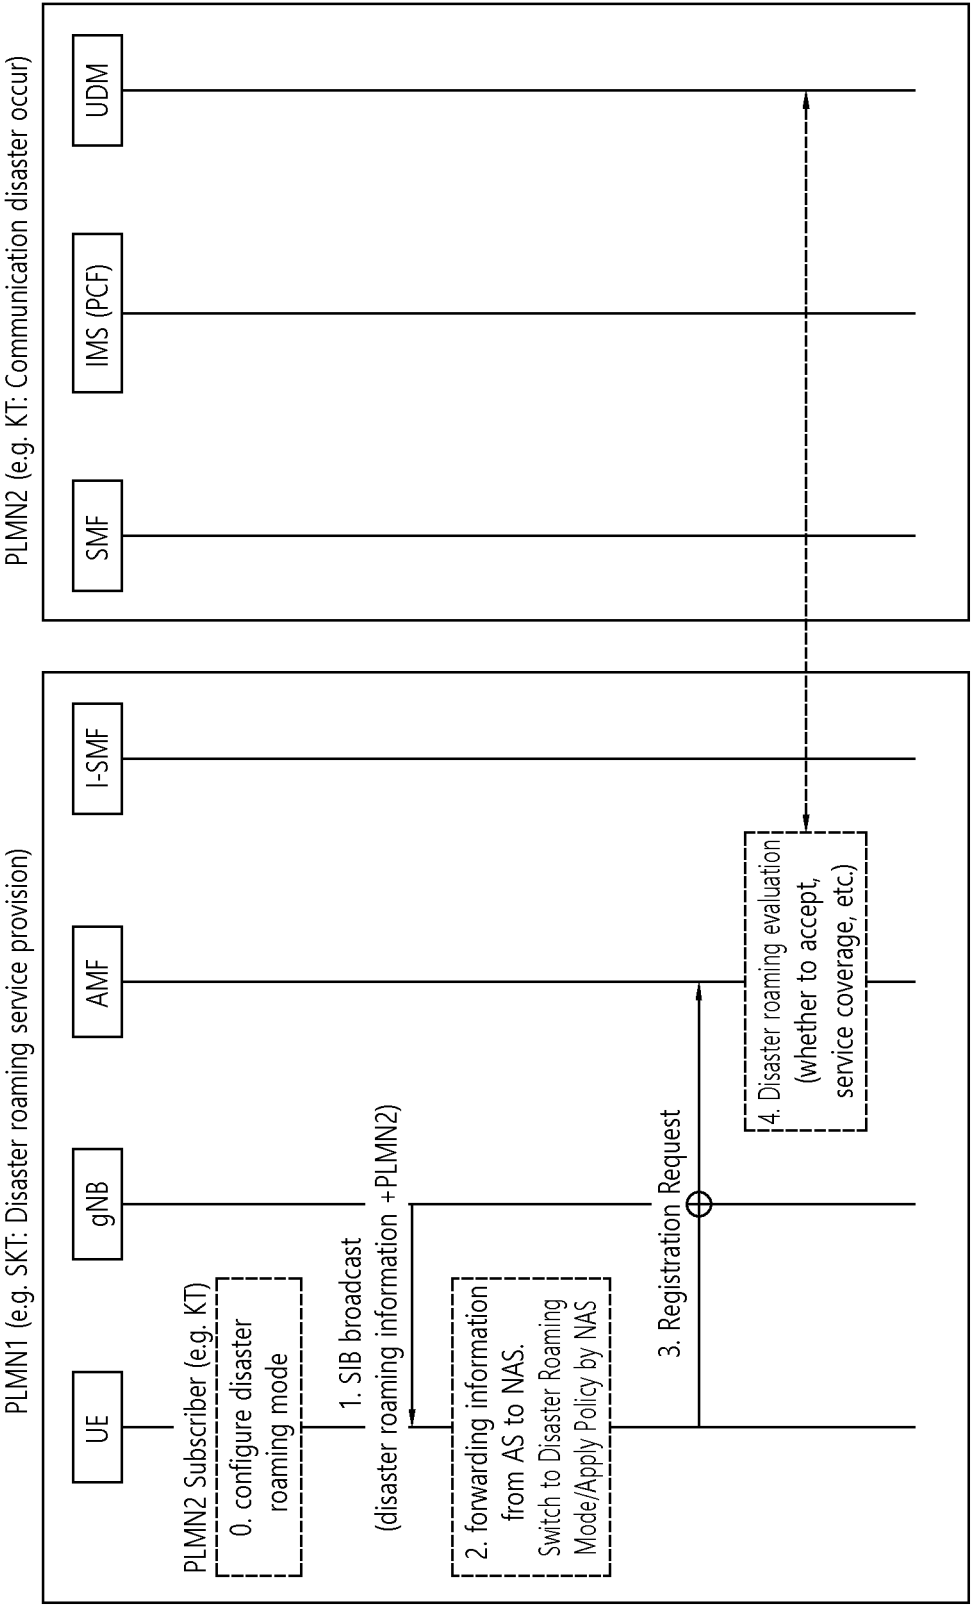 PLMN1 (e.g. SKT: Disaster roaming service provision)
PLMN2 (e.g. KT: Communication disaster occur)
UE
gNB
AMF
I-SMF
SMF
IMS (PCF)
UDM
PLMN2 Subscriber (e.g. KT)
0. configure disaster
roaming mode
1. SIB broadcast
(disaster roaming information +PLMN2)
2. forwarding information
from AS to NAS.
Switch to Disaster Roaming
Mode/Apply Policy by NAS
3. Registration Request
4. Disaster roaming evaluation
(whether to accept,
service coverage, etc.)